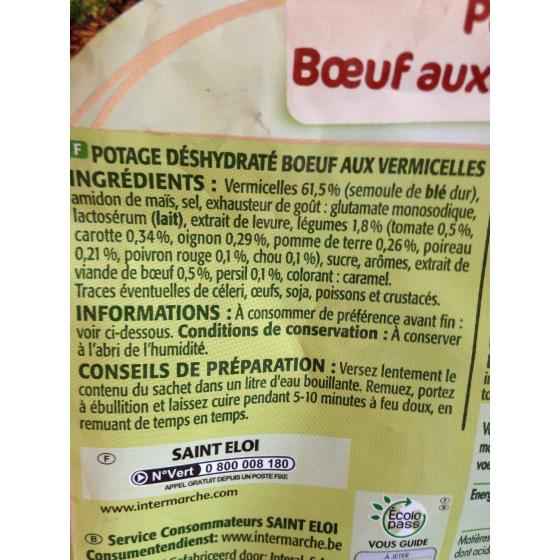 Bœuf aux
F POTAGE DÉSHYDRATÉ BOEUF AUX VERMICELLES
INGRÉDIENTS : Vermicelles 61,5% (semoule de blé dur),
amidon de maïs, sel, exhausteur de goût : glutamate monosodique,
lactosérum (lait), extrait de levure, légumes 1,8% (tomate 0,5%,
carotte 0,34%, oignon 0,29%, pomme de terre 0,26%, poireau
0,21 %, poivron rouge 0,1%, chou 0,1%), sucre, arômes, extrait de
viande de bœuf 0,5%, persil 0,1%, colorant : caramel.
Traces éventuelles de céleri, œufs, soja, poissons et crustacés.
INFORMATIONS : À consommer de préférence avant fin :
voir ci-dessous. Conditions de conservation : À conserver
à l'abri de l'humidité.
CONSEILS DE PRÉPARATION : Versez lentement le
contenu du sachet dans un litre d'eau bouillante. Remuez, portez
à ébullition et laissez cuire pendant 5-10 minutes à feu doux, en
remuant de temps en temps.
F SAINT ELOI
N°Vert 0 800 008 180
APPEL GRATUIT DEPUIS UN POSTE FIXE
www.intermarche.com
B Service Consommateurs SAINT ELOI
Consumentendienst: www.intermarche.be
Écolo
pass
VOUS GUIDE
À JETER
F
B
Energ
Matières
dont acid